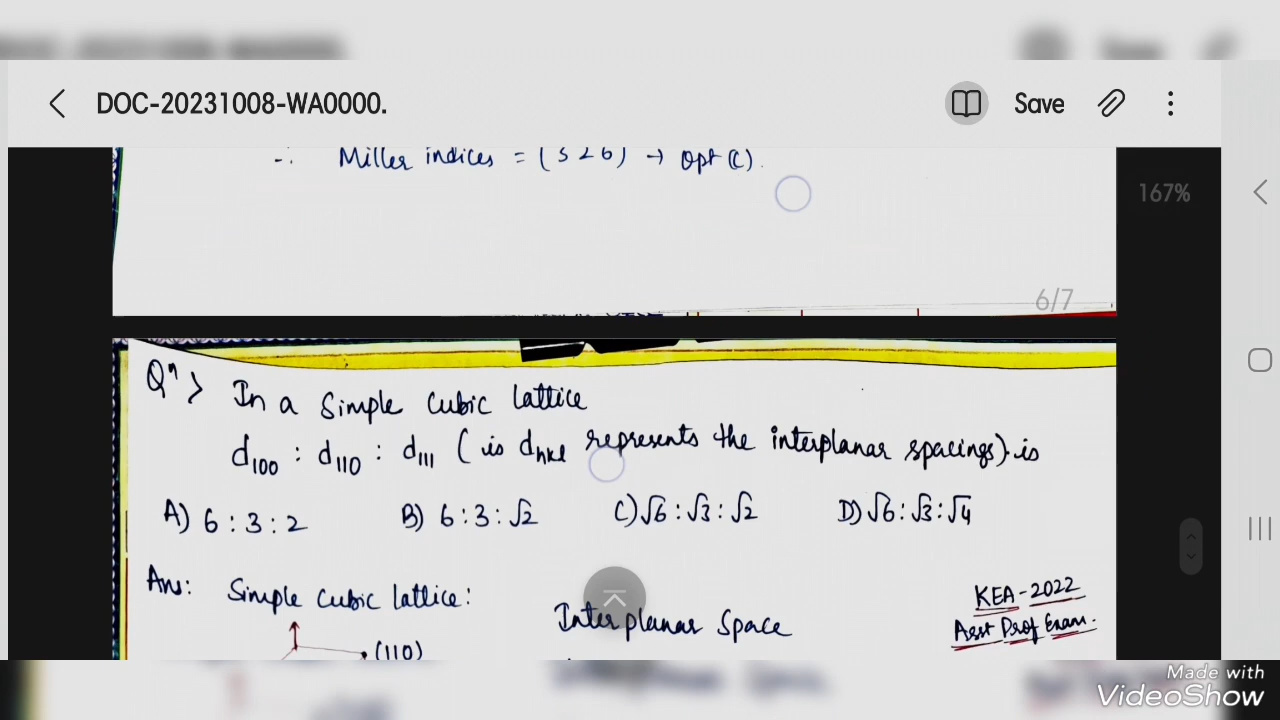 DOC-20231008-WA0000.
Save
∴ Miller indices = (3 2 6) → Opt (C).
167%
6/7
Qⁿ > In a Simple Cubic lattice
d₁₀₀ : d₁₁₀ : d₁₁₁ ( is dhkl represents the interplanar spacings). is
A) 6 : 3 : 2 B) 6 : 3 : √2 C) √6 : √3 : √2 D) √6 : √3 : √4
Ans: Simple Cubic lattice:
KEA-2022
Interplanar Space
Asst Prof Exam.
(110)
Made with
VideoShow